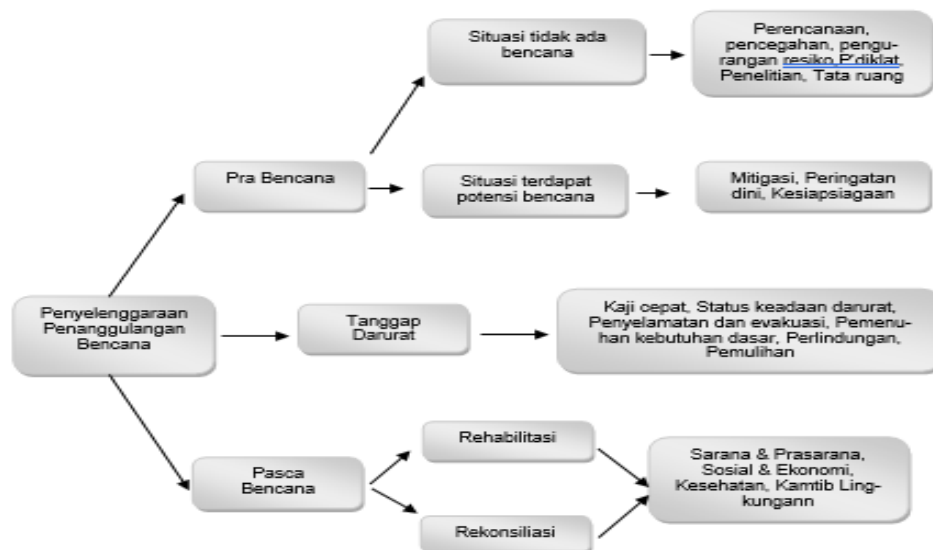 Situasi tidak ada
bencana
Perencanaan,
pencegahan, pengu-
rangan resiko P'diklat
Penelitian, Tata ruang
Pra Bencana
Situasi terdapat
potensi bencana
Mitigasi, Peringatan
dini, Kesiapsiagaan
Penyelenggaraan
Penanggulangan
Bencana
Tanggap
Darurat
Kaji cepat, Status keadaan darurat,
Penyelamatan dan evakuasi, Pemenu-
han kebutuhan dasar, Perlindungan,
Pemulihan
Pasca
Bencana
Rehabilitasi
Rekonsiliasi
Sarana & Prasarana,
Sosial & Ekonomi,
Kesehatan, Kamtib Ling-
kungann